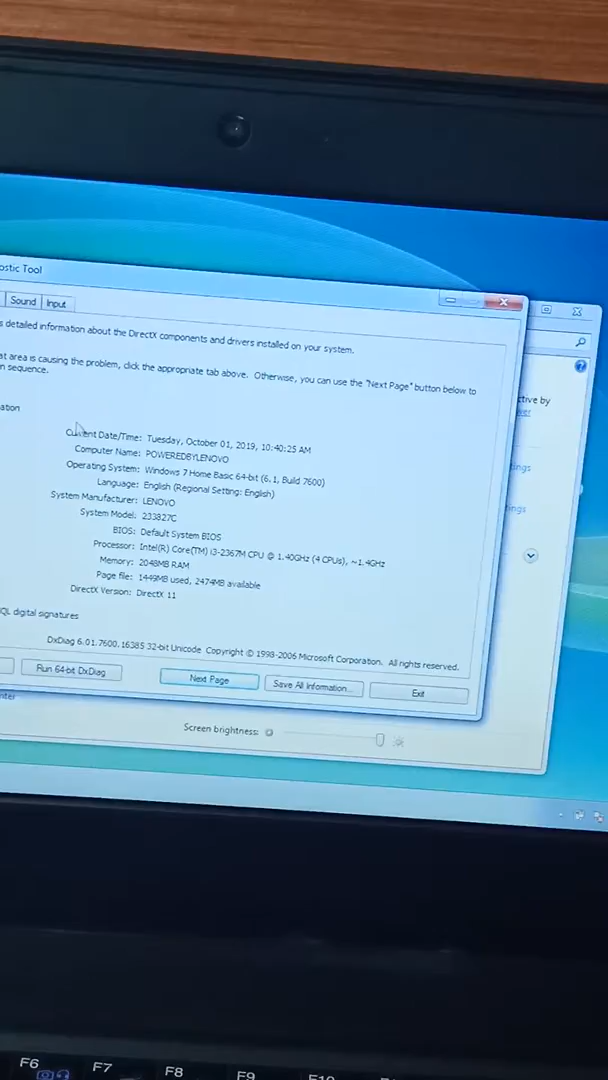 ostic Tool
Sound Input
s detailed information about the DirectX components and drivers installed on your system.
at area is causing the problem, click the appropriate tab above. Otherwise, you can use the "Next Page" button below to
n sequence.
ctive by
ation
ings
Current Date/Time: Tuesday, October 01, 2019, 10:40:25 AM
Computer Name: POWEREDBYLENOVO
Operating System: Windows 7 Home Basic 64-bit (6.1, Build 7600)
Language: English (Regional Setting: English)
System Manufacturer: LENOVO
System Model: 233827C
BIOS: Default System BIOS
Processor: Intel(R) Core(TM) i3-2367M CPU @ 1.40GHz (4 CPUs), ~1.4GHz
Memory: 2048MB RAM
Page file: 1449MB used, 2474MB available
DirectX Version: DirectX 11
ings
QL digital signatures
DxDiag 6.01.7600.16385 32-bit Unicode Copyright © 1998-2006 Microsoft Corporation. All rights reserved.
Run 64-bit DxDiag
Next Page
Save All Information...
Exit
nter
Screen brightness:
F6 F7 F8 F9 F10